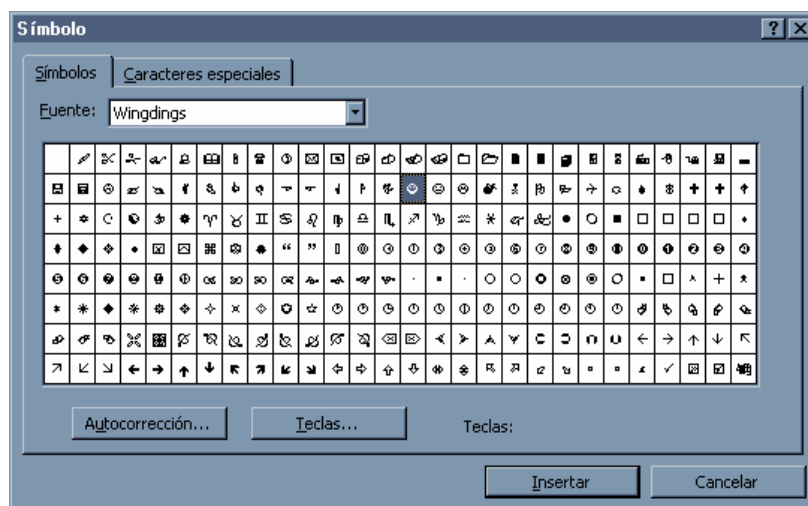 Símbolo
Símbolos
Caracteres especiales
Fuente: Wingdings
Autocorrección... Teclas... Teclas:
Insertar Cancelar